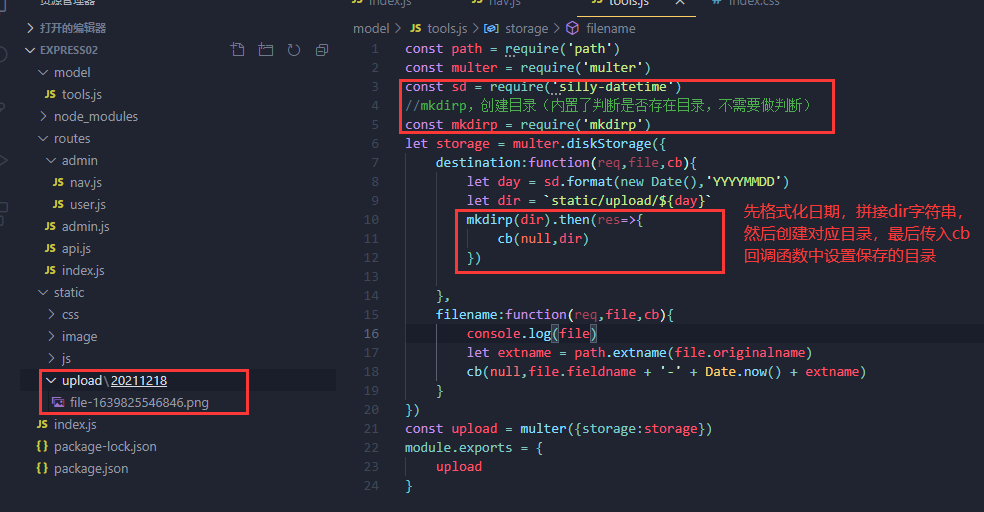 资源管理器
打开的编辑器
EXPRESS02
model
JS tools.js
node_modules
routes
admin
JS nav.js
JS user.js
JS admin.js
JS api.js
JS index.js
static
css
image
js
upload\20211218
file-1639825546846.png
JS index.js
{} package-lock.json
{} package.json
JS index.js
JS nav.js
JS tools.js
# index.css
model > JS tools.js > storage > filename
1 const path = require('path')
2 const multer = require('multer')
3 const sd = require('silly-datetime')
4 //mkdirp，创建目录（内置了判断是否存在目录，不需要做判断）
5 const mkdirp = require('mkdirp')
6 let storage = multer.diskStorage({
7 destination:function(req,file,cb){
8 let day = sd.format(new Date(),'YYYYMMDD')
9 let dir = `static/upload/${day}`
10 mkdirp(dir).then(res=>{
11 cb(null,dir)
12 })
13
14 },
15 filename:function(req,file,cb){
16 console.log(file)
17 let extname = path.extname(file.originalname)
18 cb(null,file.fieldname + '-' + Date.now() + extname)
19 }
20 })
21 const upload = multer({storage:storage})
22 module.exports = {
23 upload
24 }
先格式化日期，拼接dir字符串，
然后创建对应目录，最后传入cb
回调函数中设置保存的目录